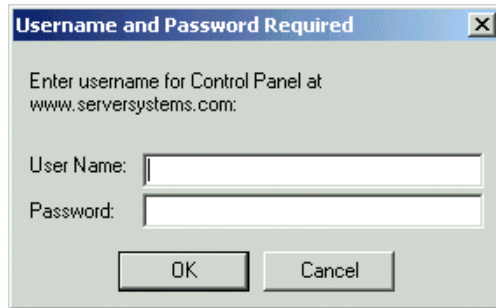 Username and Password Required
Enter username for Control Panel at
www.serversystems.com:
User Name:
Password:
OK
Cancel